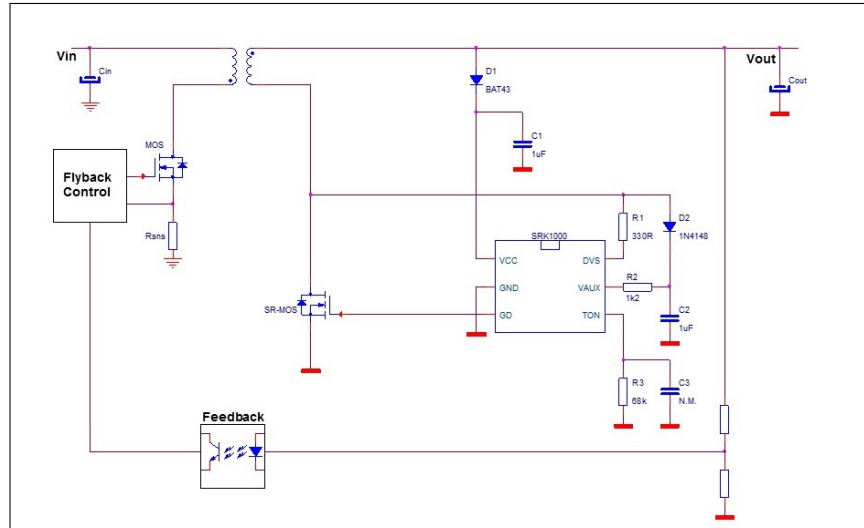 Vin
Cin
D1
BAT43
Vout
Cout
C1
1uF
MOS
Flyback
Control
Rsns
R1
330R
D2
1N4148
SRK1000
VCC
DVS
GND
VAUX
GD
TON
R2
1k2
C2
1uF
SR-MOS
R3
68k
C3
N.M.
Feedback